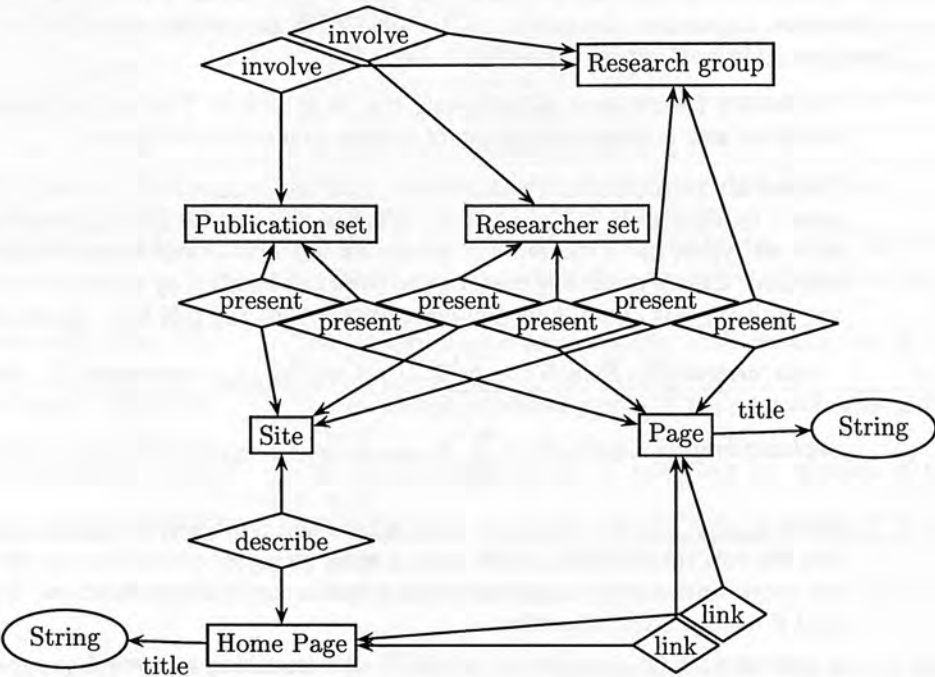 involve
involve
Research group
Publication set
Researcher set
present
present
present
present
present
present
title
Site
Page
String
describe
link
String
Home Page
link
title